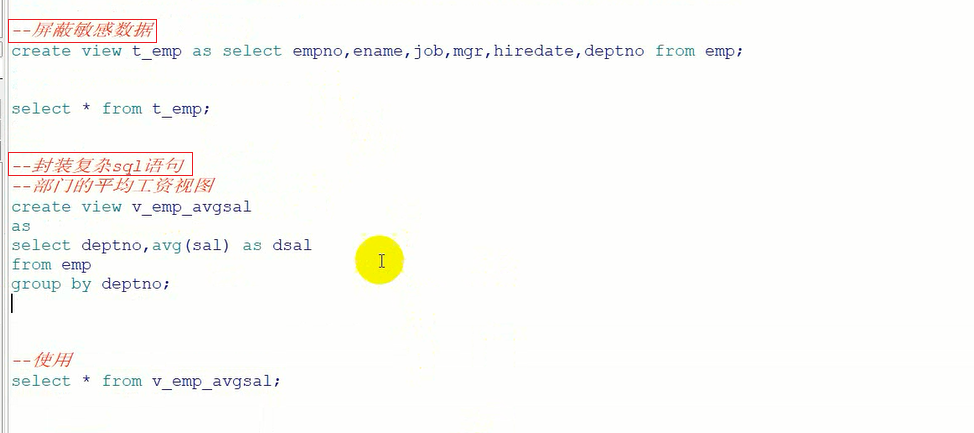 --屏蔽敏感数据
create view t_emp as select empno,ename,job,mgr,hiredate,deptno from emp;
select * from t_emp;
--封装复杂sql语句
--部门的平均工资视图
create view v_emp_avgsal
as
select deptno,avg(sal) as dsal
from emp
group by deptno;
--使用
select * from v_emp_avgsal;